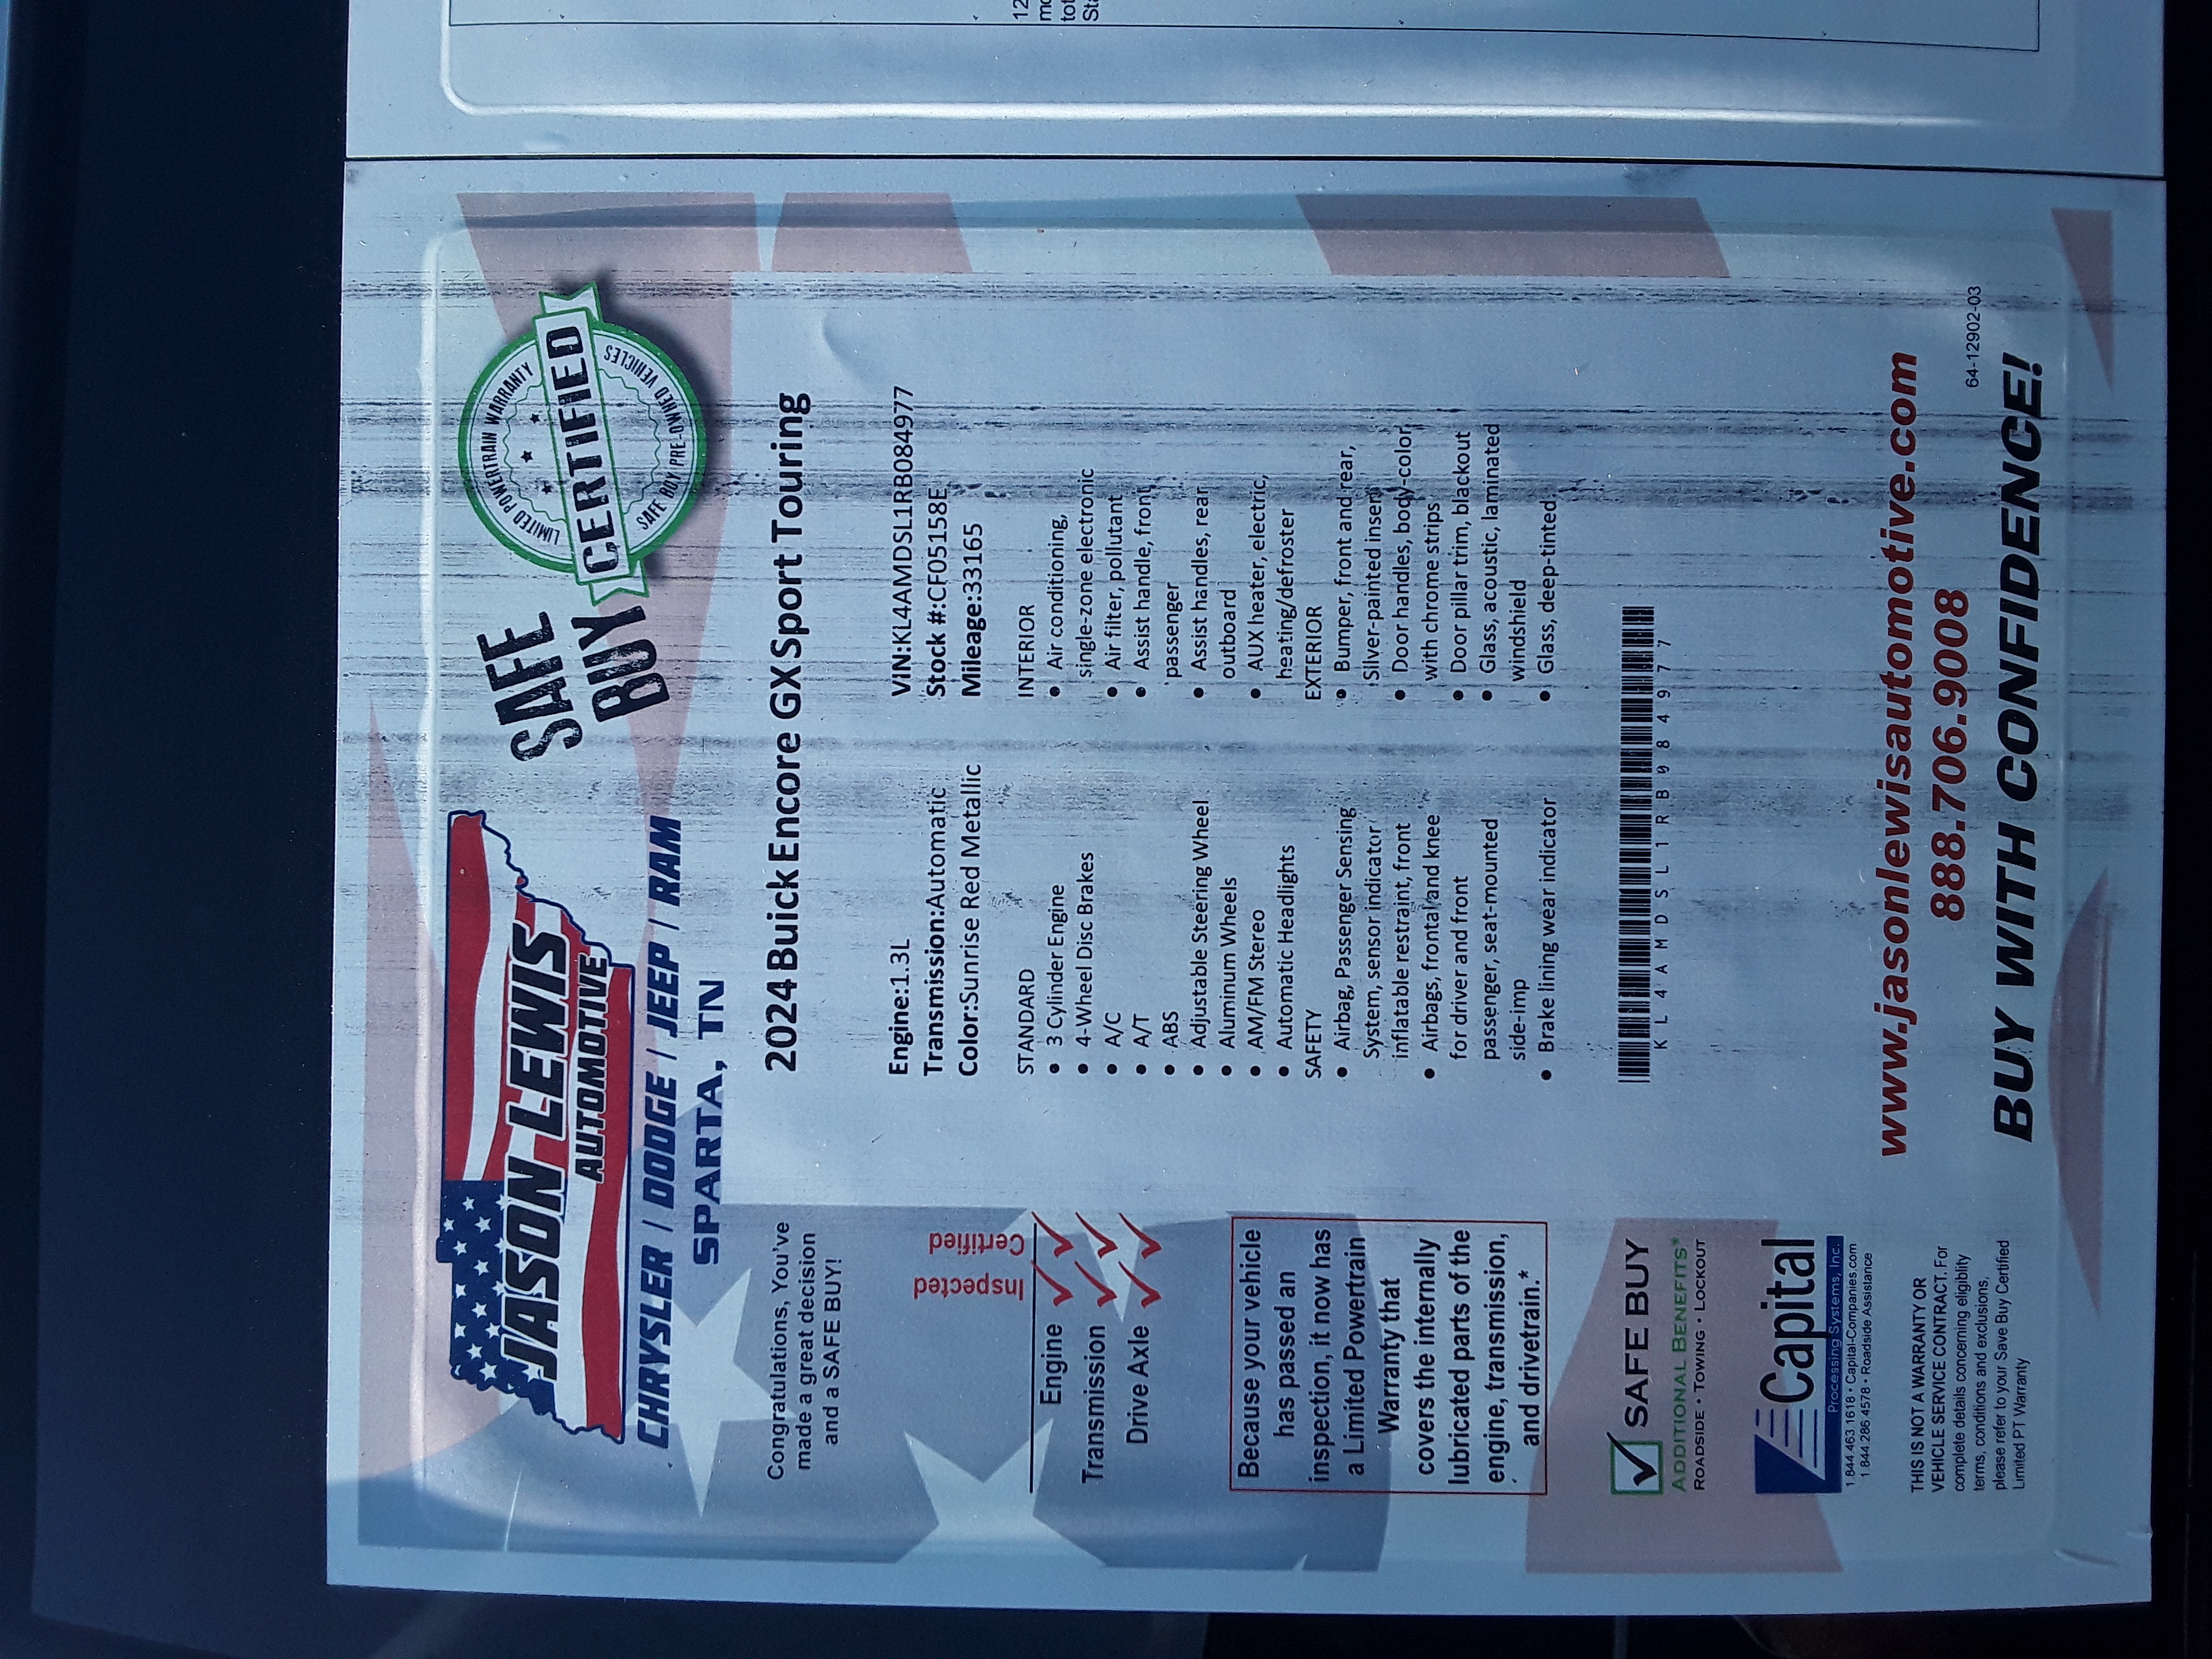 JASON LEWIS
AUTOMOTIVE
CHRYSLER | DODGE | JEEP | RAM
SPARTA, TN
SAFE
BUY
LIMITED POWERTRAIN WARRANTY
CERTIFIED
SAFE BUY PRE-OWNED VEHICLES
Congratulations, You've
made a great decision
and a SAFE BUY!
Inspected
Certified
Engine
Transmission
Drive Axle
Because your vehicle
has passed an
inspection, it now has
a Limited Powertrain
Warranty that
covers the internally
lubricated parts of the
engine, transmission,
and drivetrain.*
SAFE BUY
ADDITIONAL BENEFITS*
ROADSIDE • TOWING • LOCKOUT
Capital
Processing Systems, Inc.
1.844.463.1618 • Capital-Companies.com
1.844.286.4578 • Roadside Assistance
THIS IS NOT A WARRANTY OR
VEHICLE SERVICE CONTRACT. For
complete details concerning eligiblity
terms, conditions and exclusions,
please refer to your Save Buy Certified
Limited PT Warranty
2024 Buick Encore GX Sport Touring
Engine:1.3L
Transmission:Automatic
Color:Sunrise Red Metallic
VIN:KL4AMDSL1RB084977
Stock #:CF05158E
Mileage:33165
STANDARD
• 3 Cylinder Engine
• 4-Wheel Disc Brakes
• A/C
• A/T
• ABS
• Adjustable Steering Wheel
• Aluminum Wheels
• AM/FM Stereo
• Automatic Headlights
SAFETY
• Airbag, Passenger Sensing
System, sensor indicator
inflatable restraint, front
• Airbags, frontal and knee
for driver and front
passenger, seat-mounted
side-imp
• Brake lining wear indicator
INTERIOR
• Air conditioning,
single-zone electronic
• Air filter, pollutant
• Assist handle, front
passenger
• Assist handles, rear
outboard
• AUX heater, electric,
heating/defroster
EXTERIOR
• Bumper, front and rear,
Silver-painted insert
• Door handles, body-color
with chrome strips
• Door pillar trim, blackout
• Glass, acoustic, laminated
windshield
• Glass, deep-tinted
K L 4 A M D S L 1 R B 0 8 4 9 7 7
www.jasonlewisautomotive.com
888.706.9008
64-12902-03
BUY WITH CONFIDENCE!